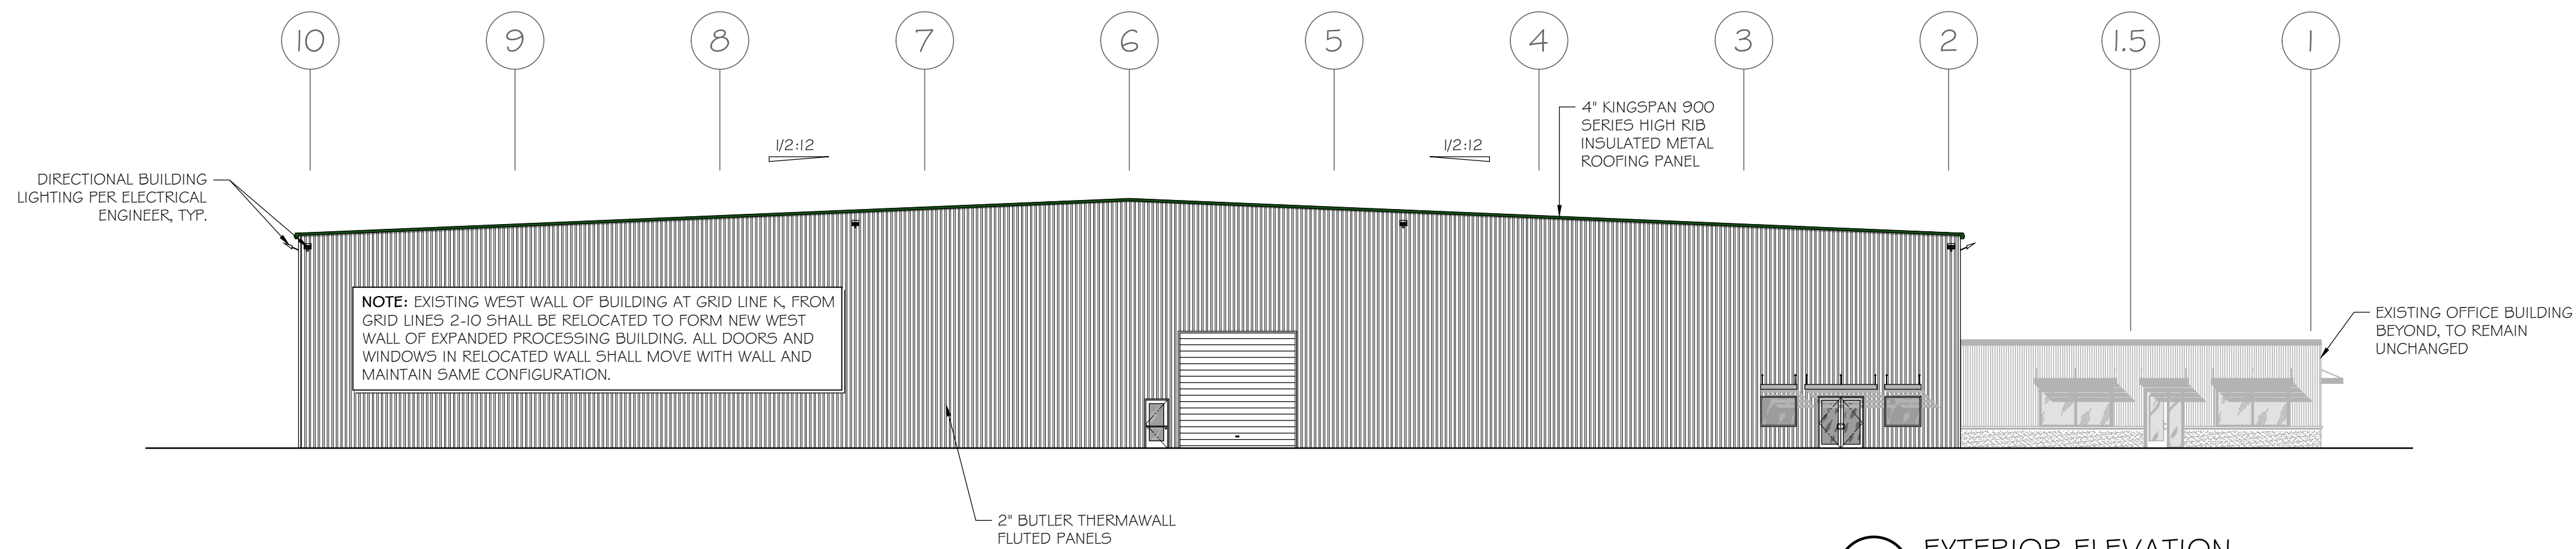 10
9
8
7
6
5
4
3
2
1.5
1
4" KINGSPAN 900
SERIES HIGH RIB
INSULATED METAL
ROOFING PANEL
1/2:12
1/2:12
DIRECTIONAL BUILDING
LIGHTING PER ELECTRICAL
ENGINEER, TYP.
NOTE: EXISTING WEST WALL OF BUILDING AT GRID LINE K, FROM
GRID LINES 2-10 SHALL BE RELOCATED TO FORM NEW WEST
WALL OF EXPANDED PROCESSING BUILDING. ALL DOORS AND
WINDOWS IN RELOCATED WALL SHALL MOVE WITH WALL AND
MAINTAIN SAME CONFIGURATION.
EXISTING OFFICE BUILDING
BEYOND, TO REMAIN
UNCHANGED
2" BUTLER THERMAWALL
FLUTED PANELS
EXTERIOR ELEVATION